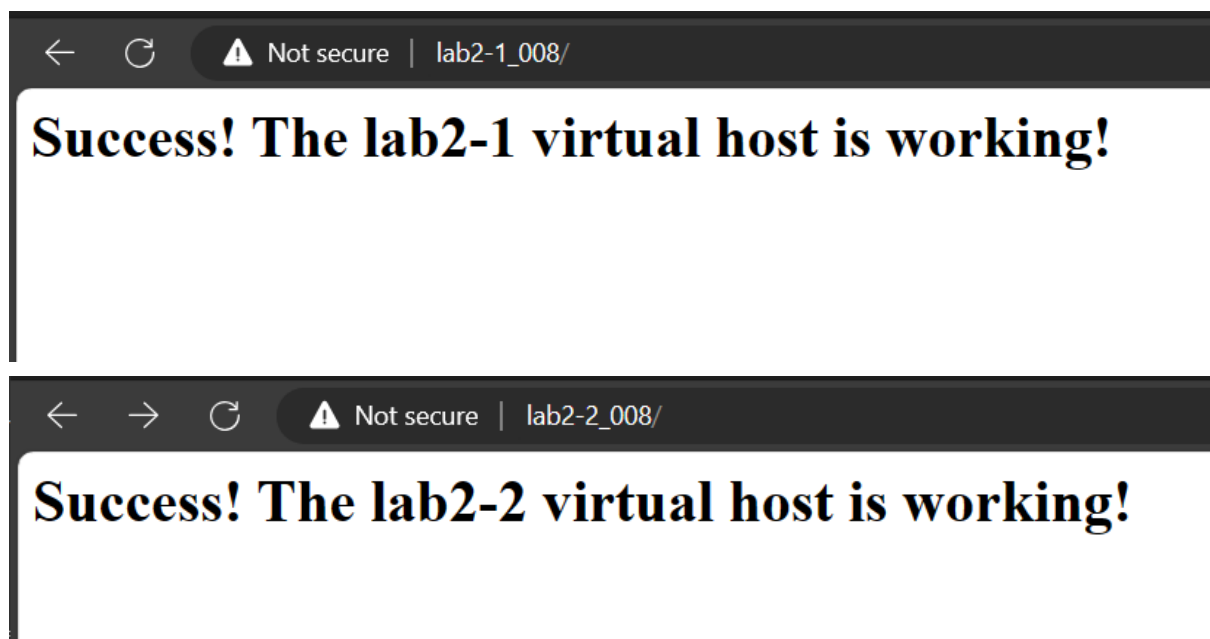 Not secure | lab2-1_008/
Success! The lab2-1 virtual host is working!
Not secure | lab2-2_008/
Success! The lab2-2 virtual host is working!